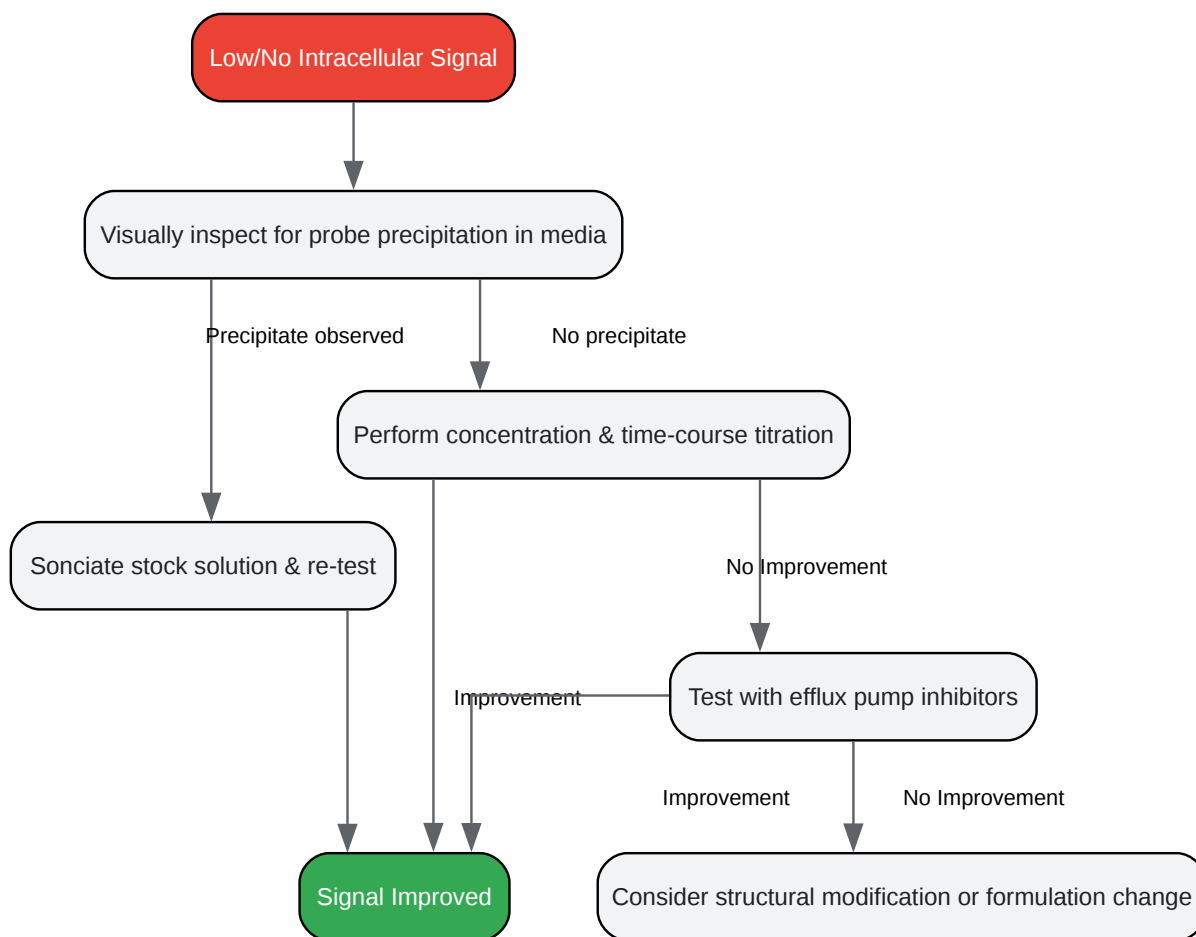 Low/No Intracellular Signal
Visually inspect for probe precipitation in media
Precipitate observed
No precipitate
Perform concentration & time-course titration
Sonciate stock solution & re-test
No Improvement
Test with efflux pump inhibitors
Improvement
Improvement
No Improvement
Signal Improved
Consider structural modification or formulation change